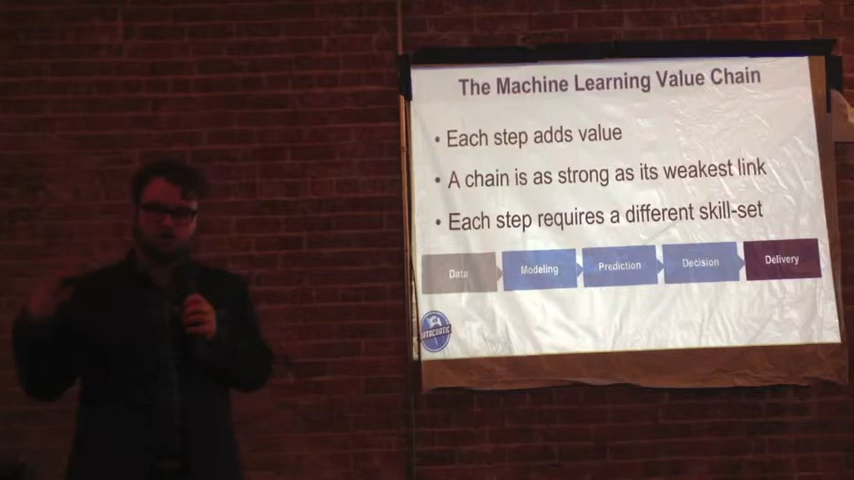 The Machine Learning Value Chain
• Each step adds value
• A chain is as strong as its weakest link
• Each step requires a different skill-set
Data
Modeling
Prediction
Decision
Delivery